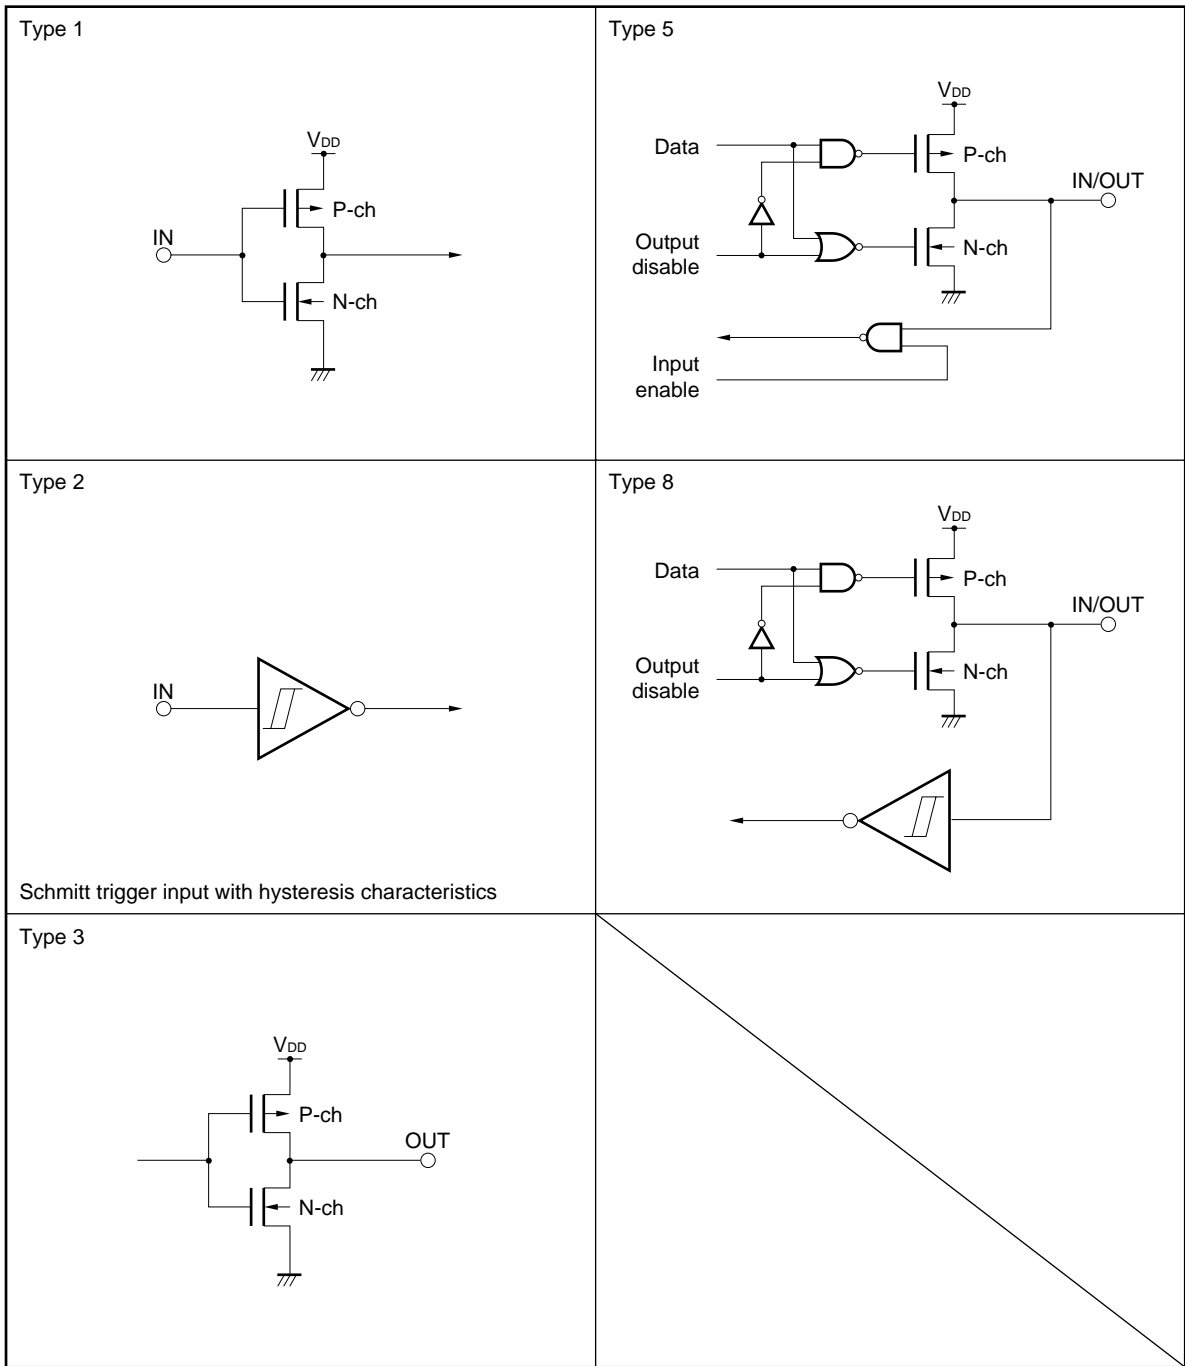 Type 1
VDD
P-ch
IN
N-ch
Type 5
VDD
Data
P-ch
IN/OUT
Output
disable
N-ch
Input
enable
Type 2
IN
Schmitt trigger input with hysteresis characteristics
Type 8
VDD
Data
P-ch
IN/OUT
Output
disable
N-ch
Type 3
VDD
P-ch
OUT
N-ch